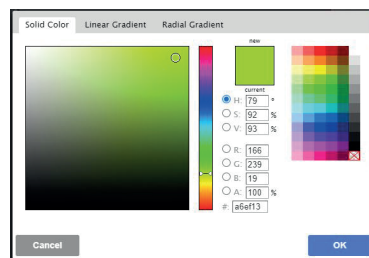 Solid Color Linear Gradient Radial Gradient
new
current
H: 79 °
S: 92 %
V: 93 %
R: 166
G: 239
B: 19
A: 100 %
#: a6ef13
Cancel OK